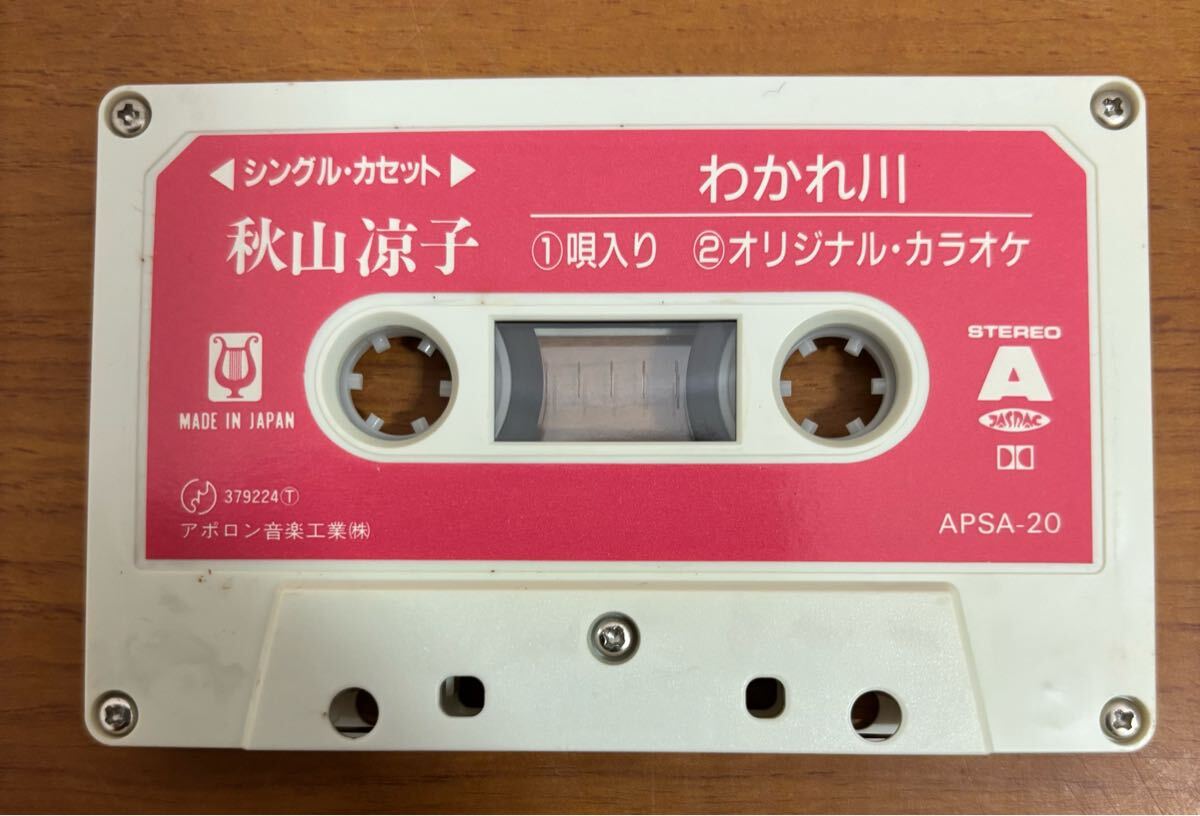 ◀シングル・カセット▶
秋山凉子
わかれ川
①唄入り ②オリジナル・カラオケ
MADE IN JAPAN
STEREO
A
JASRAC
379224Ⓣ
アポロン音楽工業㈱
APSA-20